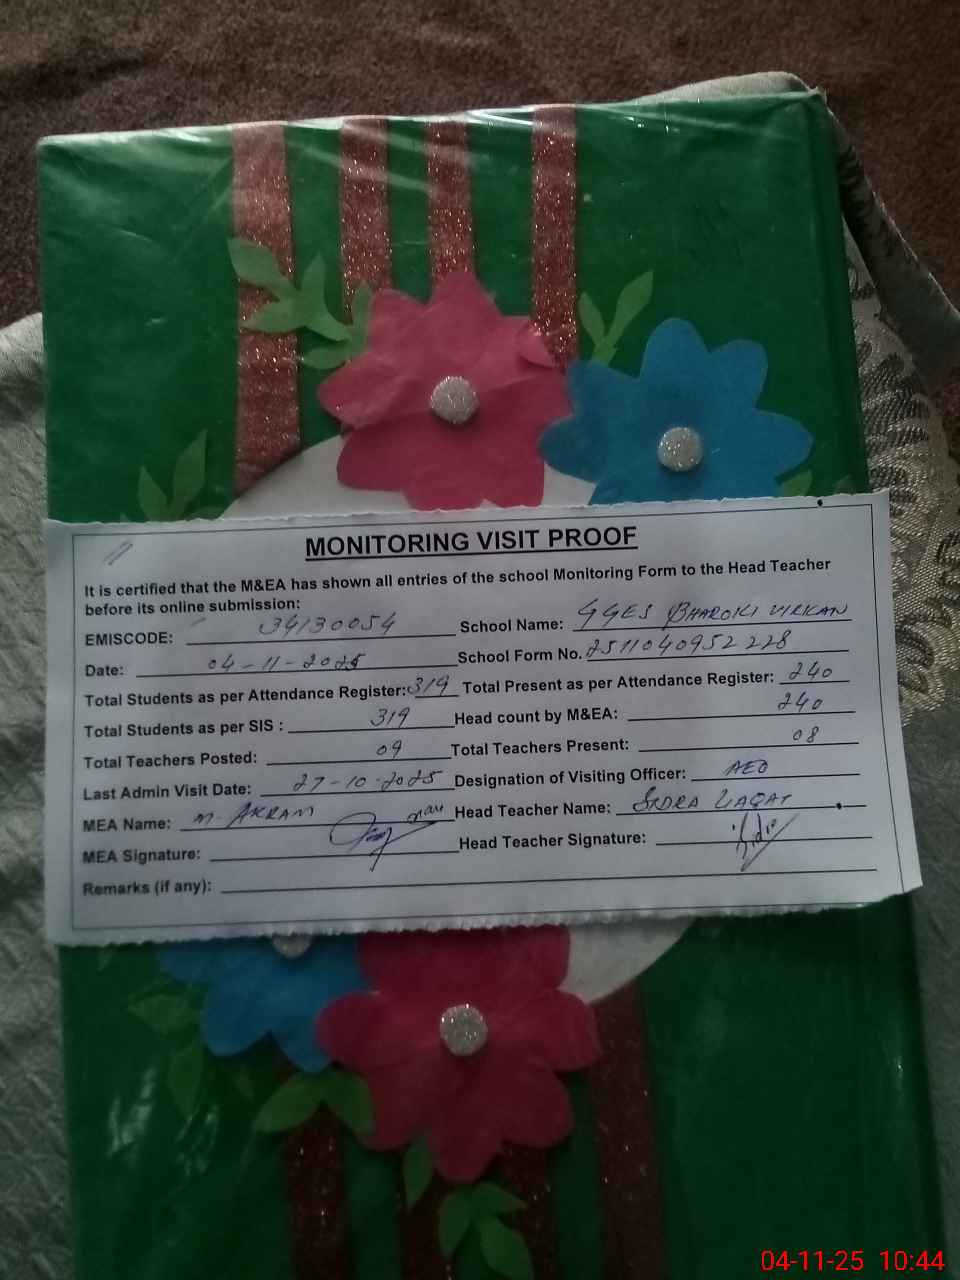 MONITORING VISIT PROOF
It is certified that the M&EA has shown all entries of the school Monitoring Form to the Head Teacher
before its online submission:
EMISCODE: 34130054 School Name: GGES BHAROKI VIRKAN
Date: 04-11-2025 School Form No. 2511040952228
Total Students as per Attendance Register: 319 Total Present as per Attendance Register: 240
Total Students as per SIS : 319 Head count by M&EA: 240
Total Teachers Posted: 09 Total Teachers Present: 08
Last Admin Visit Date: 27-10-2025 Designation of Visiting Officer: AEO
MEA Name: M. AKRAM Head Teacher Name: SIDRA LIAQAT
MEA Signature: Head Teacher Signature:
Remarks (if any):
04-11-25 10:44